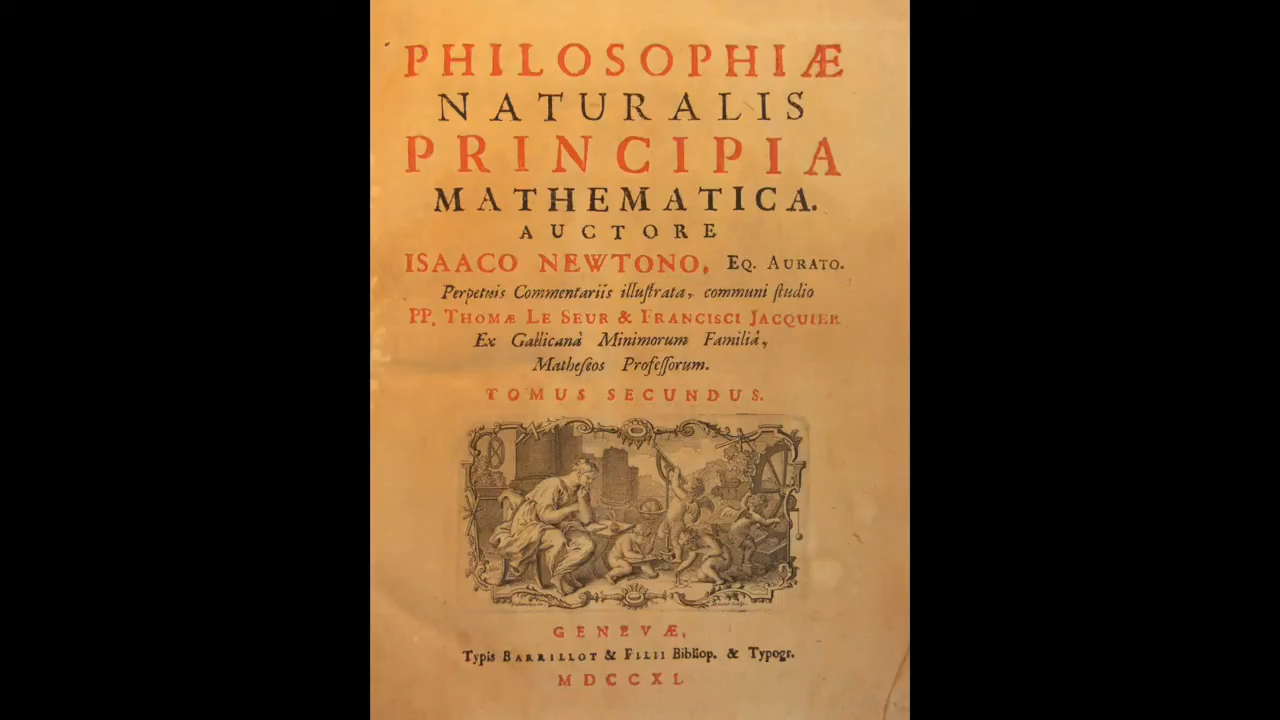 PHILOSOPHIÆ
NATURALIS
PRINCIPIA
MATHEMATICA.
AUCTORE
ISAACO NEWTONO, EQ. AURATO.
Perpetuis Commentariis illuſtrata, communi ſtudio
PP. THOMÆ LE SEUR & FRANCISCI JACQUIER
Ex Gallicanâ Minimorum Familiâ,
Matheſeos Profeſſorum.
TOMUS SECUNDUS.
GENEVÆ,
Typis BARRILLOT & FILII Bibliop. & Typogr.
MDCCXL